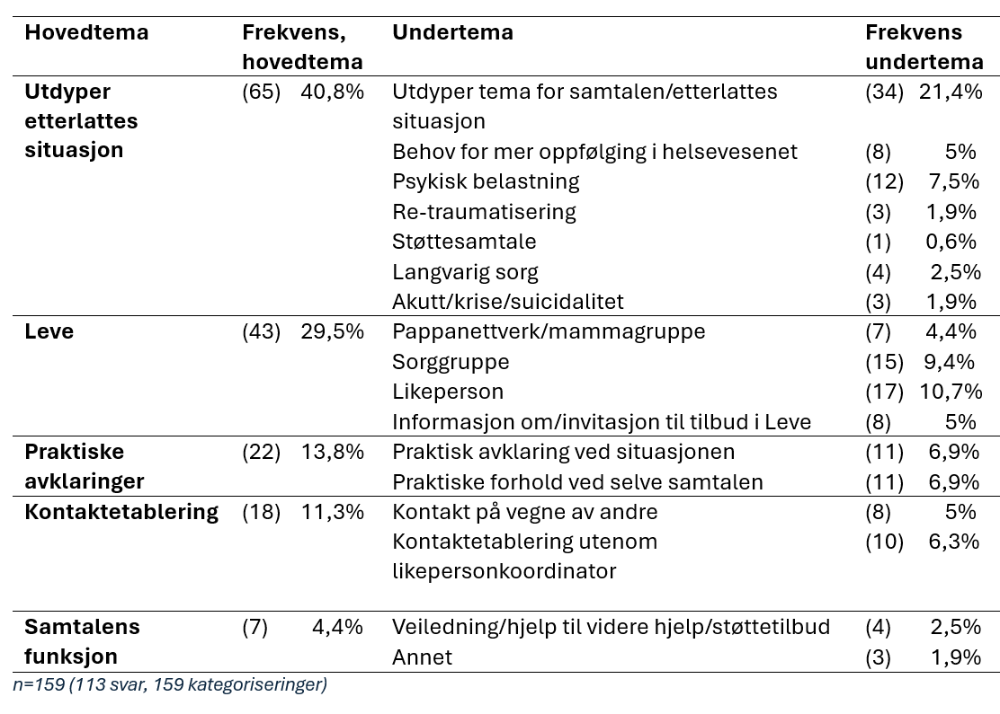 Hovedtema Frekvens, Undertema Frekvens
hovedtema undertema
Utdyper (65) 40,8% Utdyper tema for samtalen/etterlattes (34) 21,4%
etterlattes situasjon
situasjon Behov for mer oppfølging i helsevesenet (8) 5%
Psykisk belastning (12) 7,5%
Re-traumatisering (3) 1,9%
Støttesamtale (1) 0,6%
Langvarig sorg (4) 2,5%
Akutt/krise/suicidalitet (3) 1,9%
Leve (43) 29,5% Pappanettverk/mammagruppe (7) 4,4%
Sorggruppe (15) 9,4%
Likeperson (17) 10,7%
Informasjon om/invitasjon til tilbud i Leve (8) 5%
Praktiske (22) 13,8% Praktisk avklaring ved situasjonen (11) 6,9%
avklaringer Praktiske forhold ved selve samtalen (11) 6,9%
Kontaktetablering (18) 11,3% Kontakt på vegne av andre (8) 5%
Kontaktetablering utenom (10) 6,3%
likepersonkoordinator
Samtalens (7) 4,4% Veiledning/hjelp til videre hjelp/støttetilbud (4) 2,5%
funksjon Annet (3) 1,9%
n=159 (113 svar, 159 kategoriseringer)